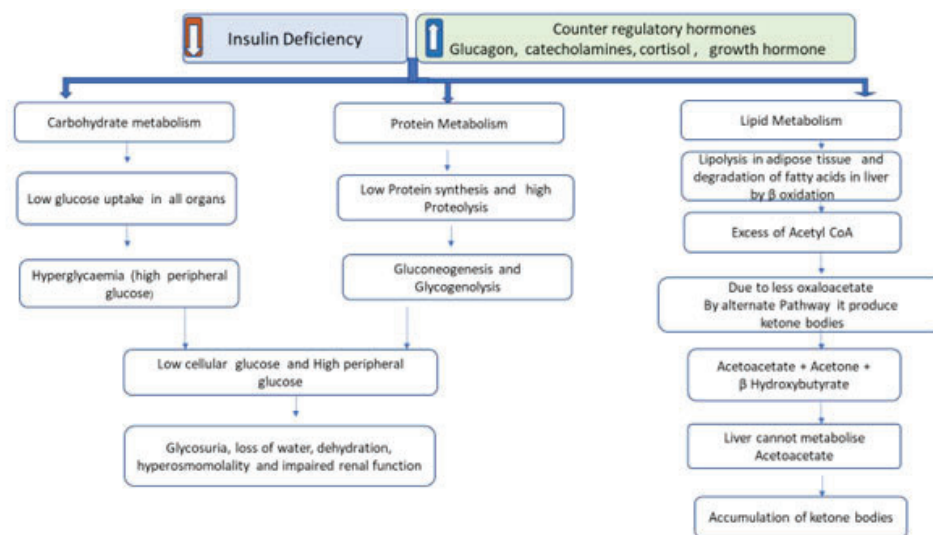 Insulin Deficiency
Counter regulatory hormones
Glucagon, catecholamines, cortisol , growth hormone
Carbohydrate metabolism
Low glucose uptake in all organs
Hyperglycaemia (high peripheral
glucose)
Protein Metabolism
Low Protein synthesis and high
Proteolysis
Gluconeogenesis and
Glycogenolysis
Low cellular glucose and High peripheral
glucose
Glycosuria, loss of water, dehydration,
hyperosmomolality and impaired renal function
Lipid Metabolism
Lipolysis in adipose tissue and
degradation of fatty acids in liver
by β oxidation
Excess of Acetyl CoA
Due to less oxaloacetate
By alternate Pathway it produce
ketone bodies
Acetoacetate + Acetone +
β Hydroxybutyrate
Liver cannot metabolise
Acetoacetate
Accumulation of ketone bodies